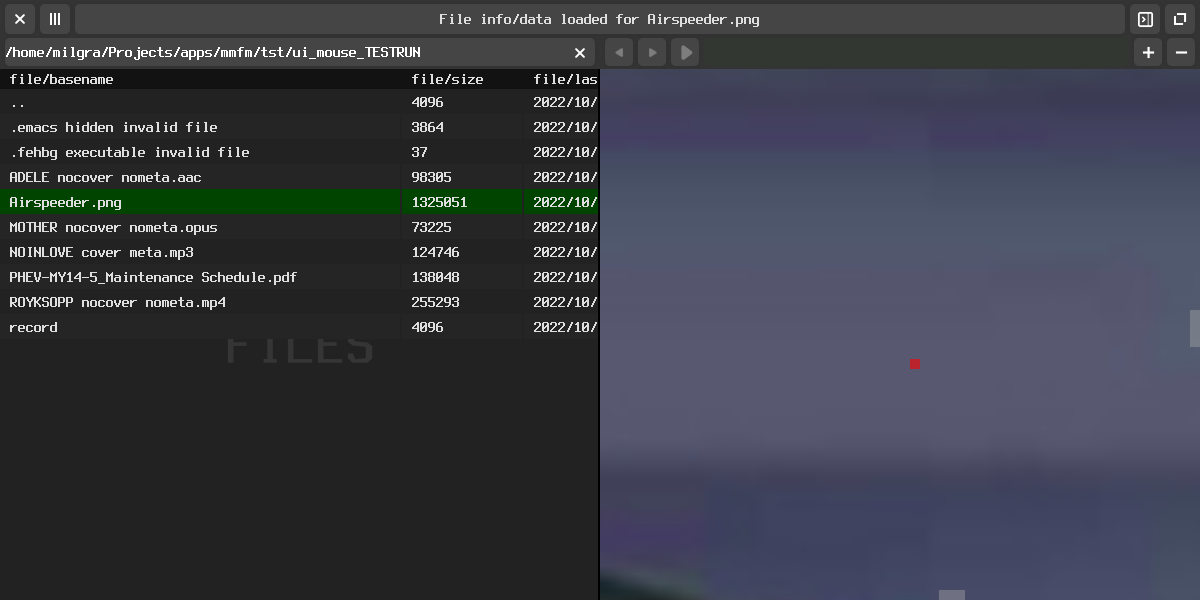 File info/data loaded for Airspeeder.png
/home/milgra/Projects/apps/mmfm/tst/ui_mouse_TESTRUN
file/basename file/size file/las
.. 4096 2022/10/
.emacs hidden invalid file 3864 2022/10/
.fehbg executable invalid file 37 2022/10/
ADELE nocover nometa.aac 98305 2022/10/
Airspeeder.png 1325051 2022/10/
MOTHER nocover nometa.opus 73225 2022/10/
NOINLOVE cover meta.mp3 124746 2022/10/
PHEV-MY14-5_Maintenance Schedule.pdf 138048 2022/10/
ROYKSOPP nocover nometa.mp4 255293 2022/10/
record 4096 2022/10/
FILES